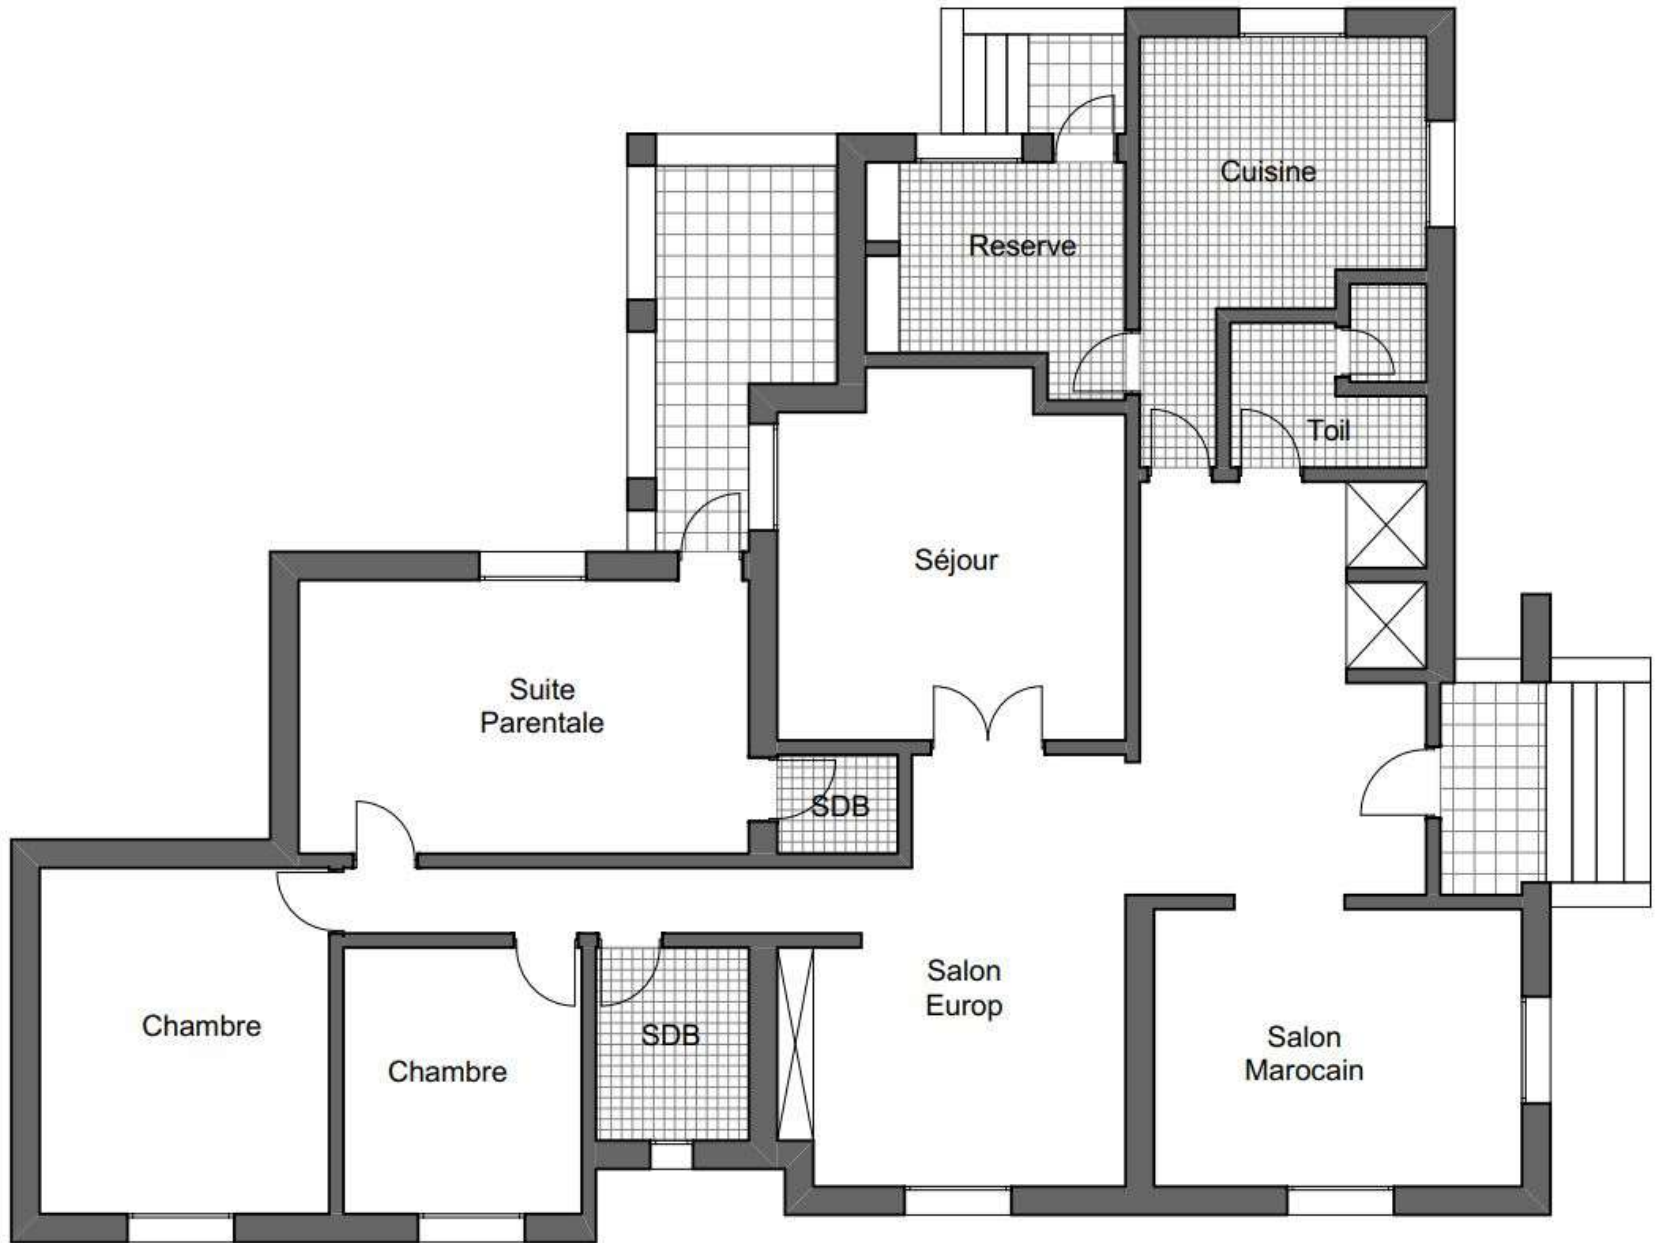 Cuisine
Reserve
Toil
Séjour
Suite
Parentale
SDB
Salon
Europ
Chambre
SDB
Salon
Marocain
Chambre